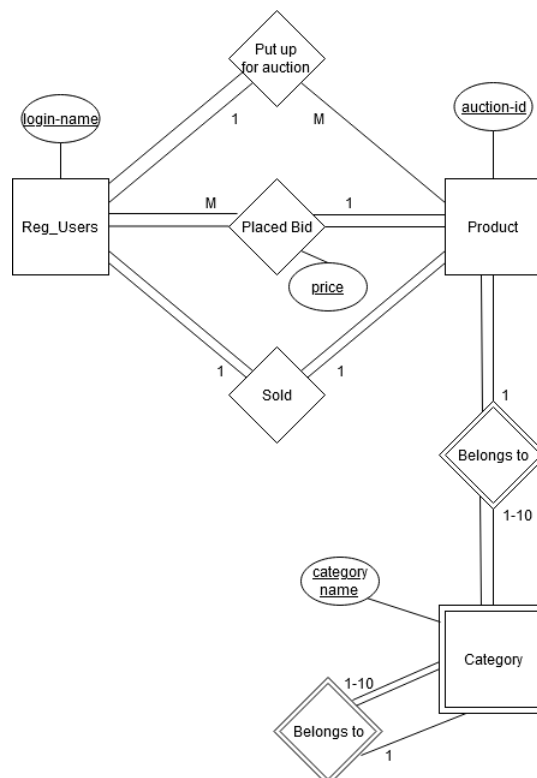 Put up
for auction
1
M
login-name
auction-id
Reg_Users
M
Placed Bid
1
Product
price
1
Sold
1
1
Belongs to
1-10
category
name
Category
1-10
Belongs to
1